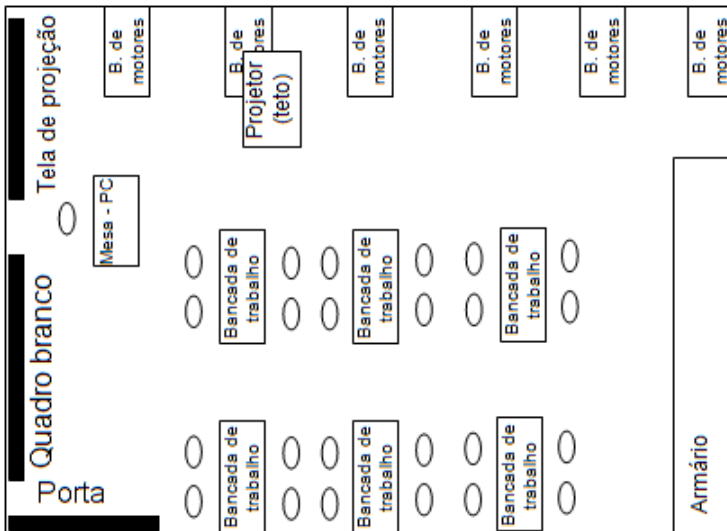 Tela de projeção
B. de
motores
B. de
motores
B. de
motores
B. de
motores
B. de
motores
Projetor
(teto)
Mesa - PC
Bancada de
trabalho
Bancada de
trabalho
Bancada de
trabalho
Quadro branco
Bancada de
trabalho
Bancada de
trabalho
Bancada de
trabalho
Porta
Armário